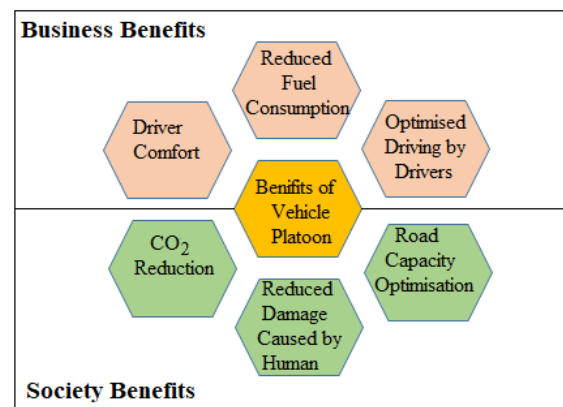 Business Benefits
Reduced
Fuel
Consumption
Driver
Comfort
Optimised
Driving by
Drivers
Benifits of
Vehicle
Platoon
CO₂
Reduction
Road
Capacity
Optimisation
Reduced
Damage
Caused by
Human
Society Benefits